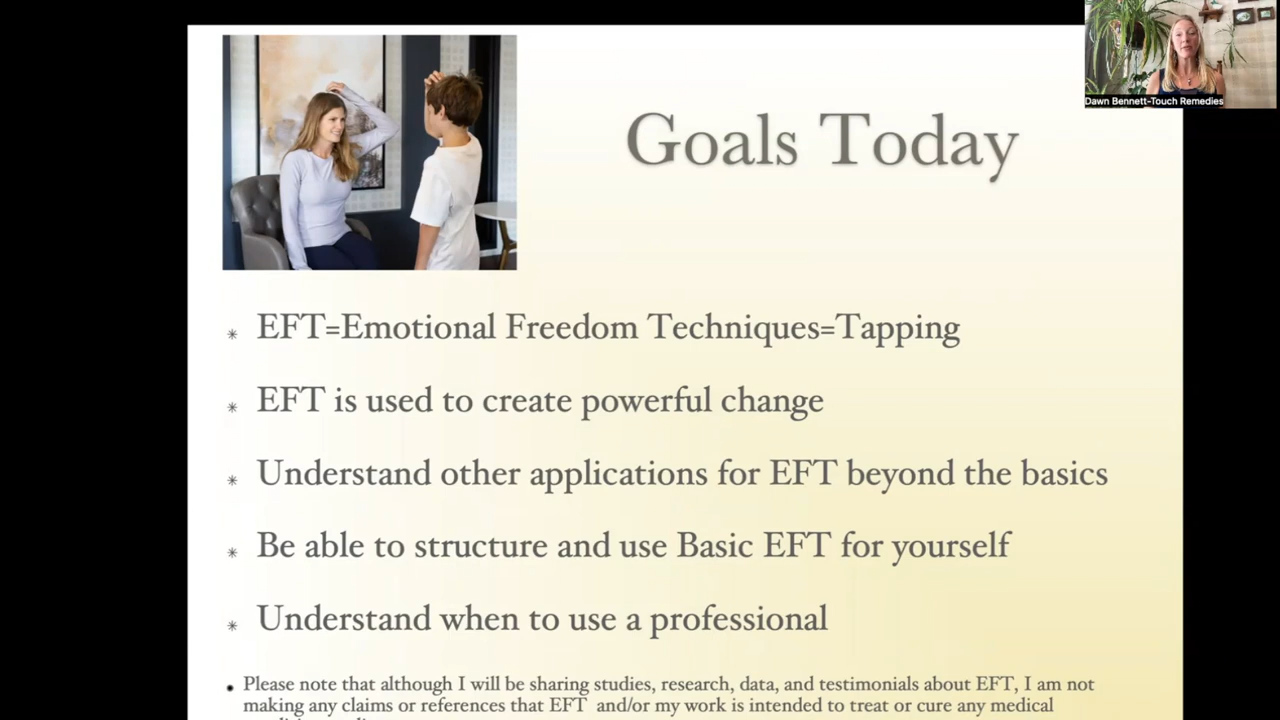 Dawn Bennett-Touch Remedies
Goals Today
EFT=Emotional Freedom Techniques=Tapping
EFT is used to create powerful change
Understand other applications for EFT beyond the basics
Be able to structure and use Basic EFT for yourself
Understand when to use a professional
Please note that although I will be sharing studies, research, data, and testimonials about EFT, I am not
making any claims or references that EFT and/or my work is intended to treat or cure any medical